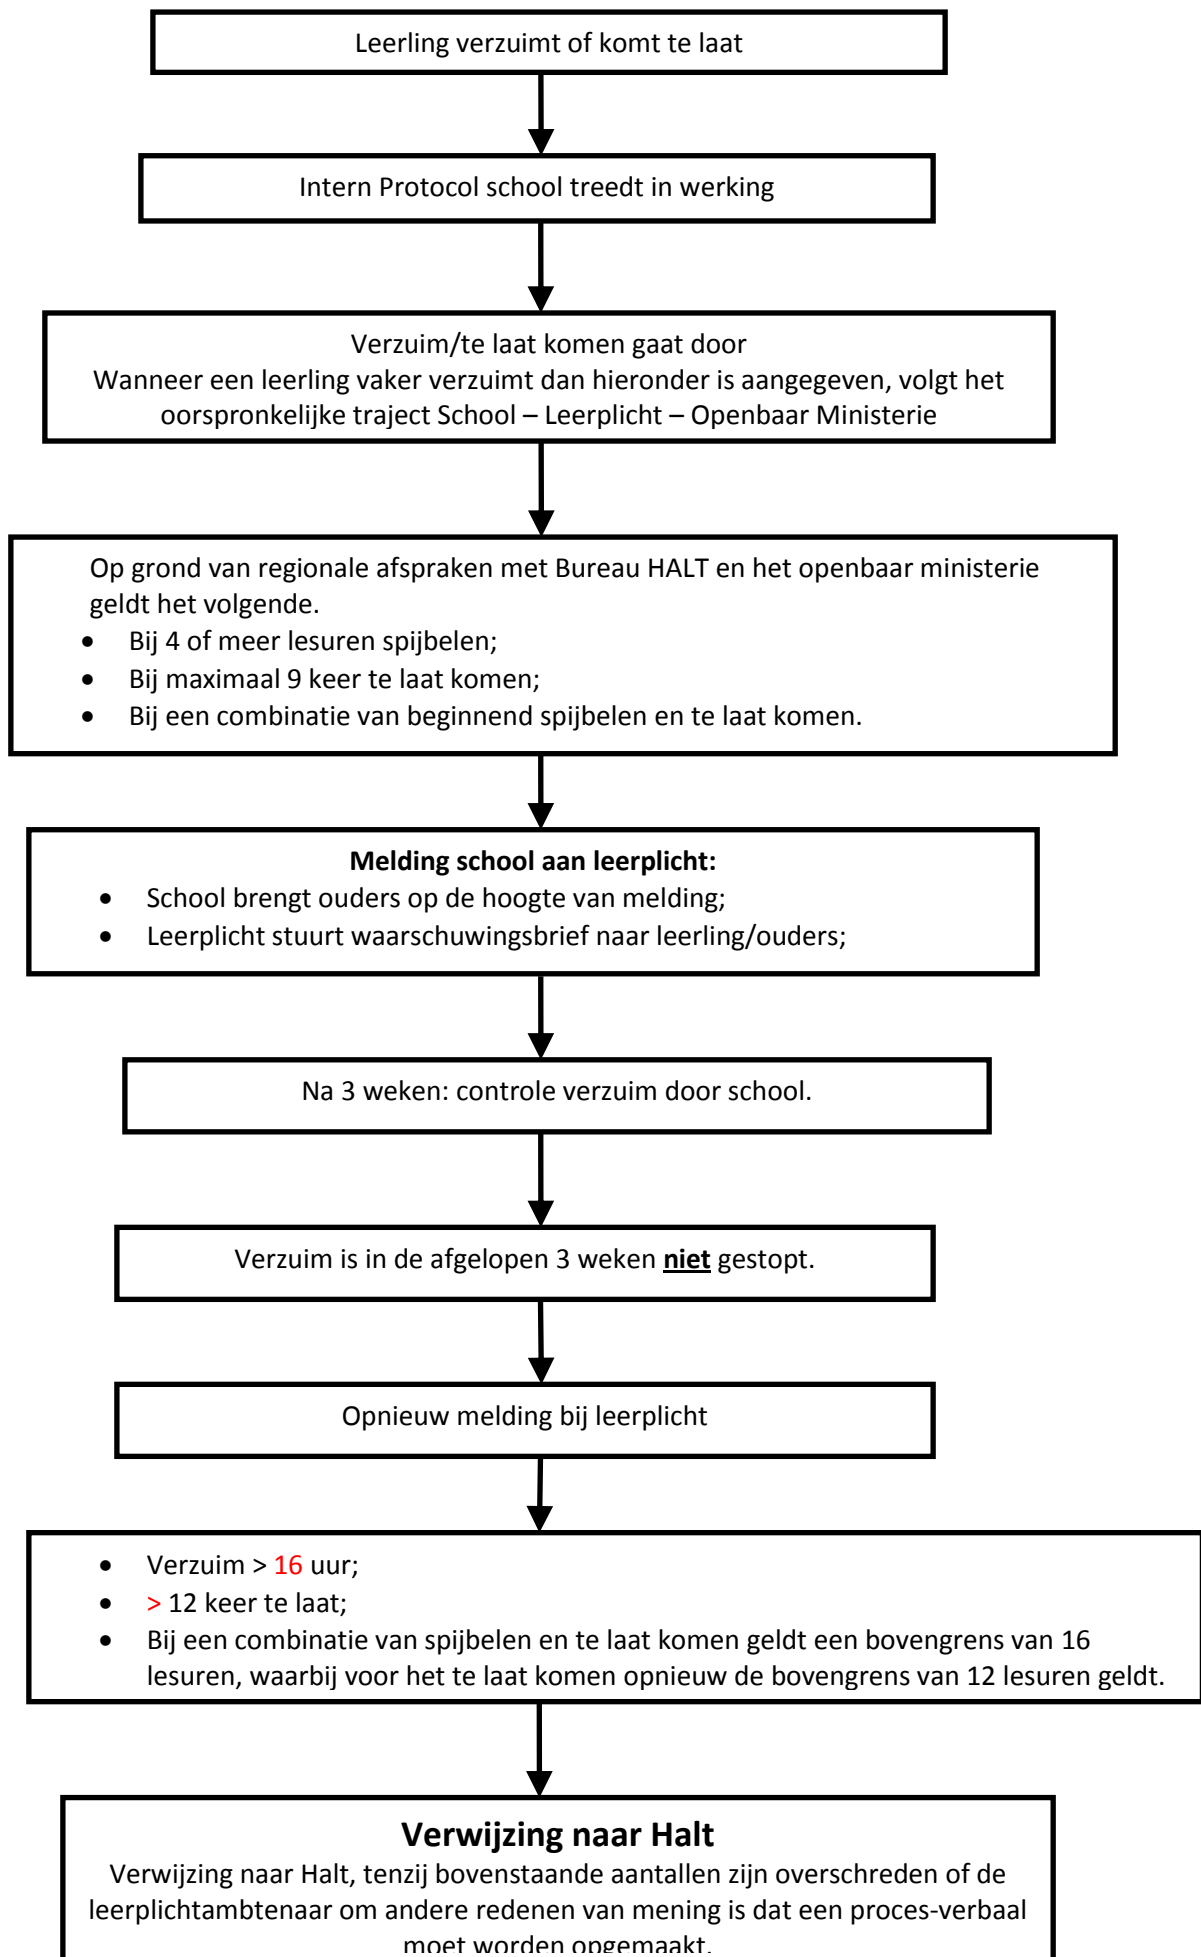 Leerling verzuimt of komt te laat
Intern Protocol school treedt in werking
Verzuim/te laat komen gaat door
Wanneer een leerling vaker verzuimt dan hieronder is aangegeven, volgt het
oorspronkelijke traject School – Leerplicht – Openbaar Ministerie
Op grond van regionale afspraken met Bureau HALT en het openbaar ministerie
geldt het volgende.
• Bij 4 of meer lesuren spijbelen;
• Bij maximaal 9 keer te laat komen;
• Bij een combinatie van beginnend spijbelen en te laat komen.
Melding school aan leerplicht:
• School brengt ouders op de hoogte van melding;
• Leerplicht stuurt waarschuwingsbrief naar leerling/ouders;
Na 3 weken: controle verzuim door school.
Verzuim is in de afgelopen 3 weken niet gestopt.
Opnieuw melding bij leerplicht
• Verzuim > 16 uur;
• > 12 keer te laat;
• Bij een combinatie van spijbelen en te laat komen geldt een bovengrens van 16
lesuren, waarbij voor het te laat komen opnieuw de bovengrens van 12 lesuren geldt.
Verwijzing naar Halt
Verwijzing naar Halt, tenzij bovenstaande aantallen zijn overschreden of de
leerplichtambtenaar om andere redenen van mening is dat een proces-verbaal
moet worden opgemaakt.